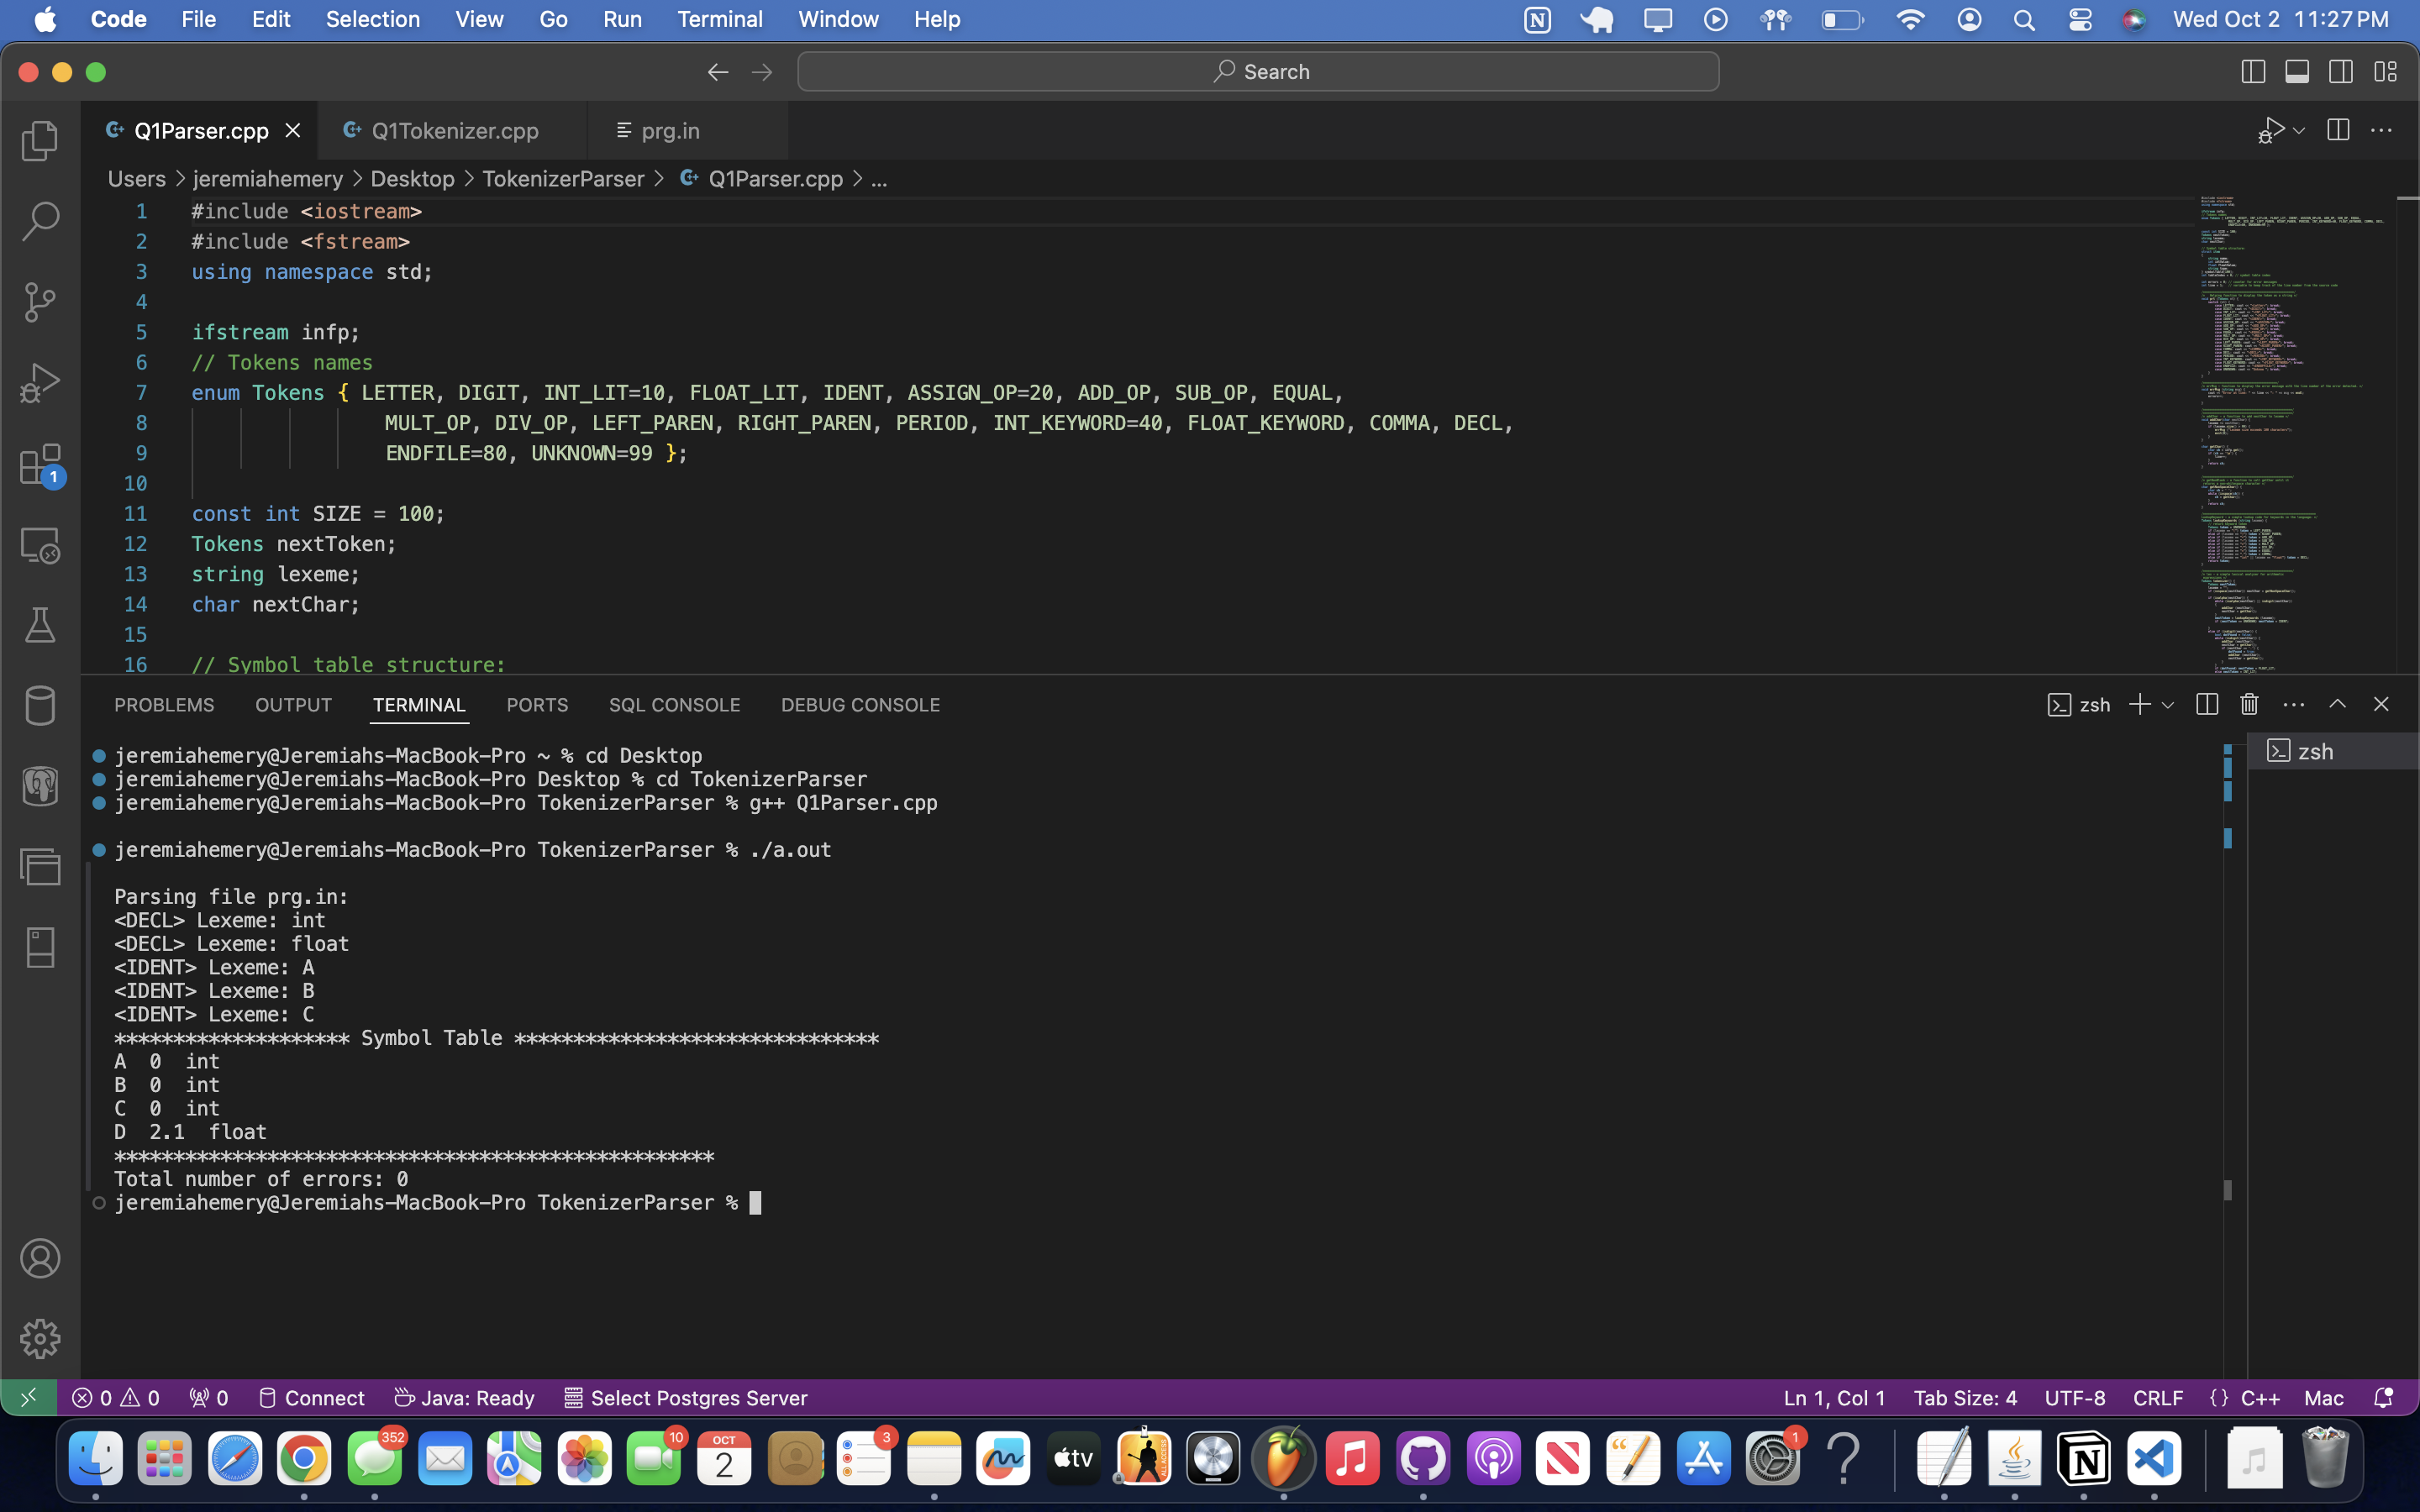 Code File Edit Selection View Go Run Terminal Window Help Wed Oct 2 11:27 PM
Search
Q1Parser.cpp Q1Tokenizer.cpp prg.in
Users > jeremiahemery > Desktop > TokenizerParser > Q1Parser.cpp > ...
1 #include <iostream>
2 #include <fstream>
3 using namespace std;
4
5 ifstream infp;
6 // Tokens names
7 enum Tokens { LETTER, DIGIT, INT_LIT=10, FLOAT_LIT, IDENT, ASSIGN_OP=20, ADD_OP, SUB_OP, EQUAL,
8 MULT_OP, DIV_OP, LEFT_PAREN, RIGHT_PAREN, PERIOD, INT_KEYWORD=40, FLOAT_KEYWORD, COMMA, DECL,
9 ENDFILE=80, UNKNOWN=99 };
10
11 const int SIZE = 100;
12 Tokens nextToken;
13 string lexeme;
14 char nextChar;
15
16 // Symbol table structure:
1
PROBLEMS OUTPUT TERMINAL PORTS SQL CONSOLE DEBUG CONSOLE zsh
zsh
jeremiahemery@Jeremiahs-MacBook-Pro ~ % cd Desktop
jeremiahemery@Jeremiahs-MacBook-Pro Desktop % cd TokenizerParser
jeremiahemery@Jeremiahs-MacBook-Pro TokenizerParser % g++ Q1Parser.cpp
jeremiahemery@Jeremiahs-MacBook-Pro TokenizerParser % ./a.out
Parsing file prg.in:
<DECL> Lexeme: int
<DECL> Lexeme: float
<IDENT> Lexeme: A
<IDENT> Lexeme: B
<IDENT> Lexeme: C
******************** Symbol Table *******************************
A 0 int
B 0 int
C 0 int
D 2.1 float
***************************************************
Total number of errors: 0
jeremiahemery@Jeremiahs-MacBook-Pro TokenizerParser %
0 0 0 Connect Java: Ready Select Postgres Server Ln 1, Col 1 Tab Size: 4 UTF-8 CRLF {} C++ Mac
352 10 OCT 2 3 tv 1